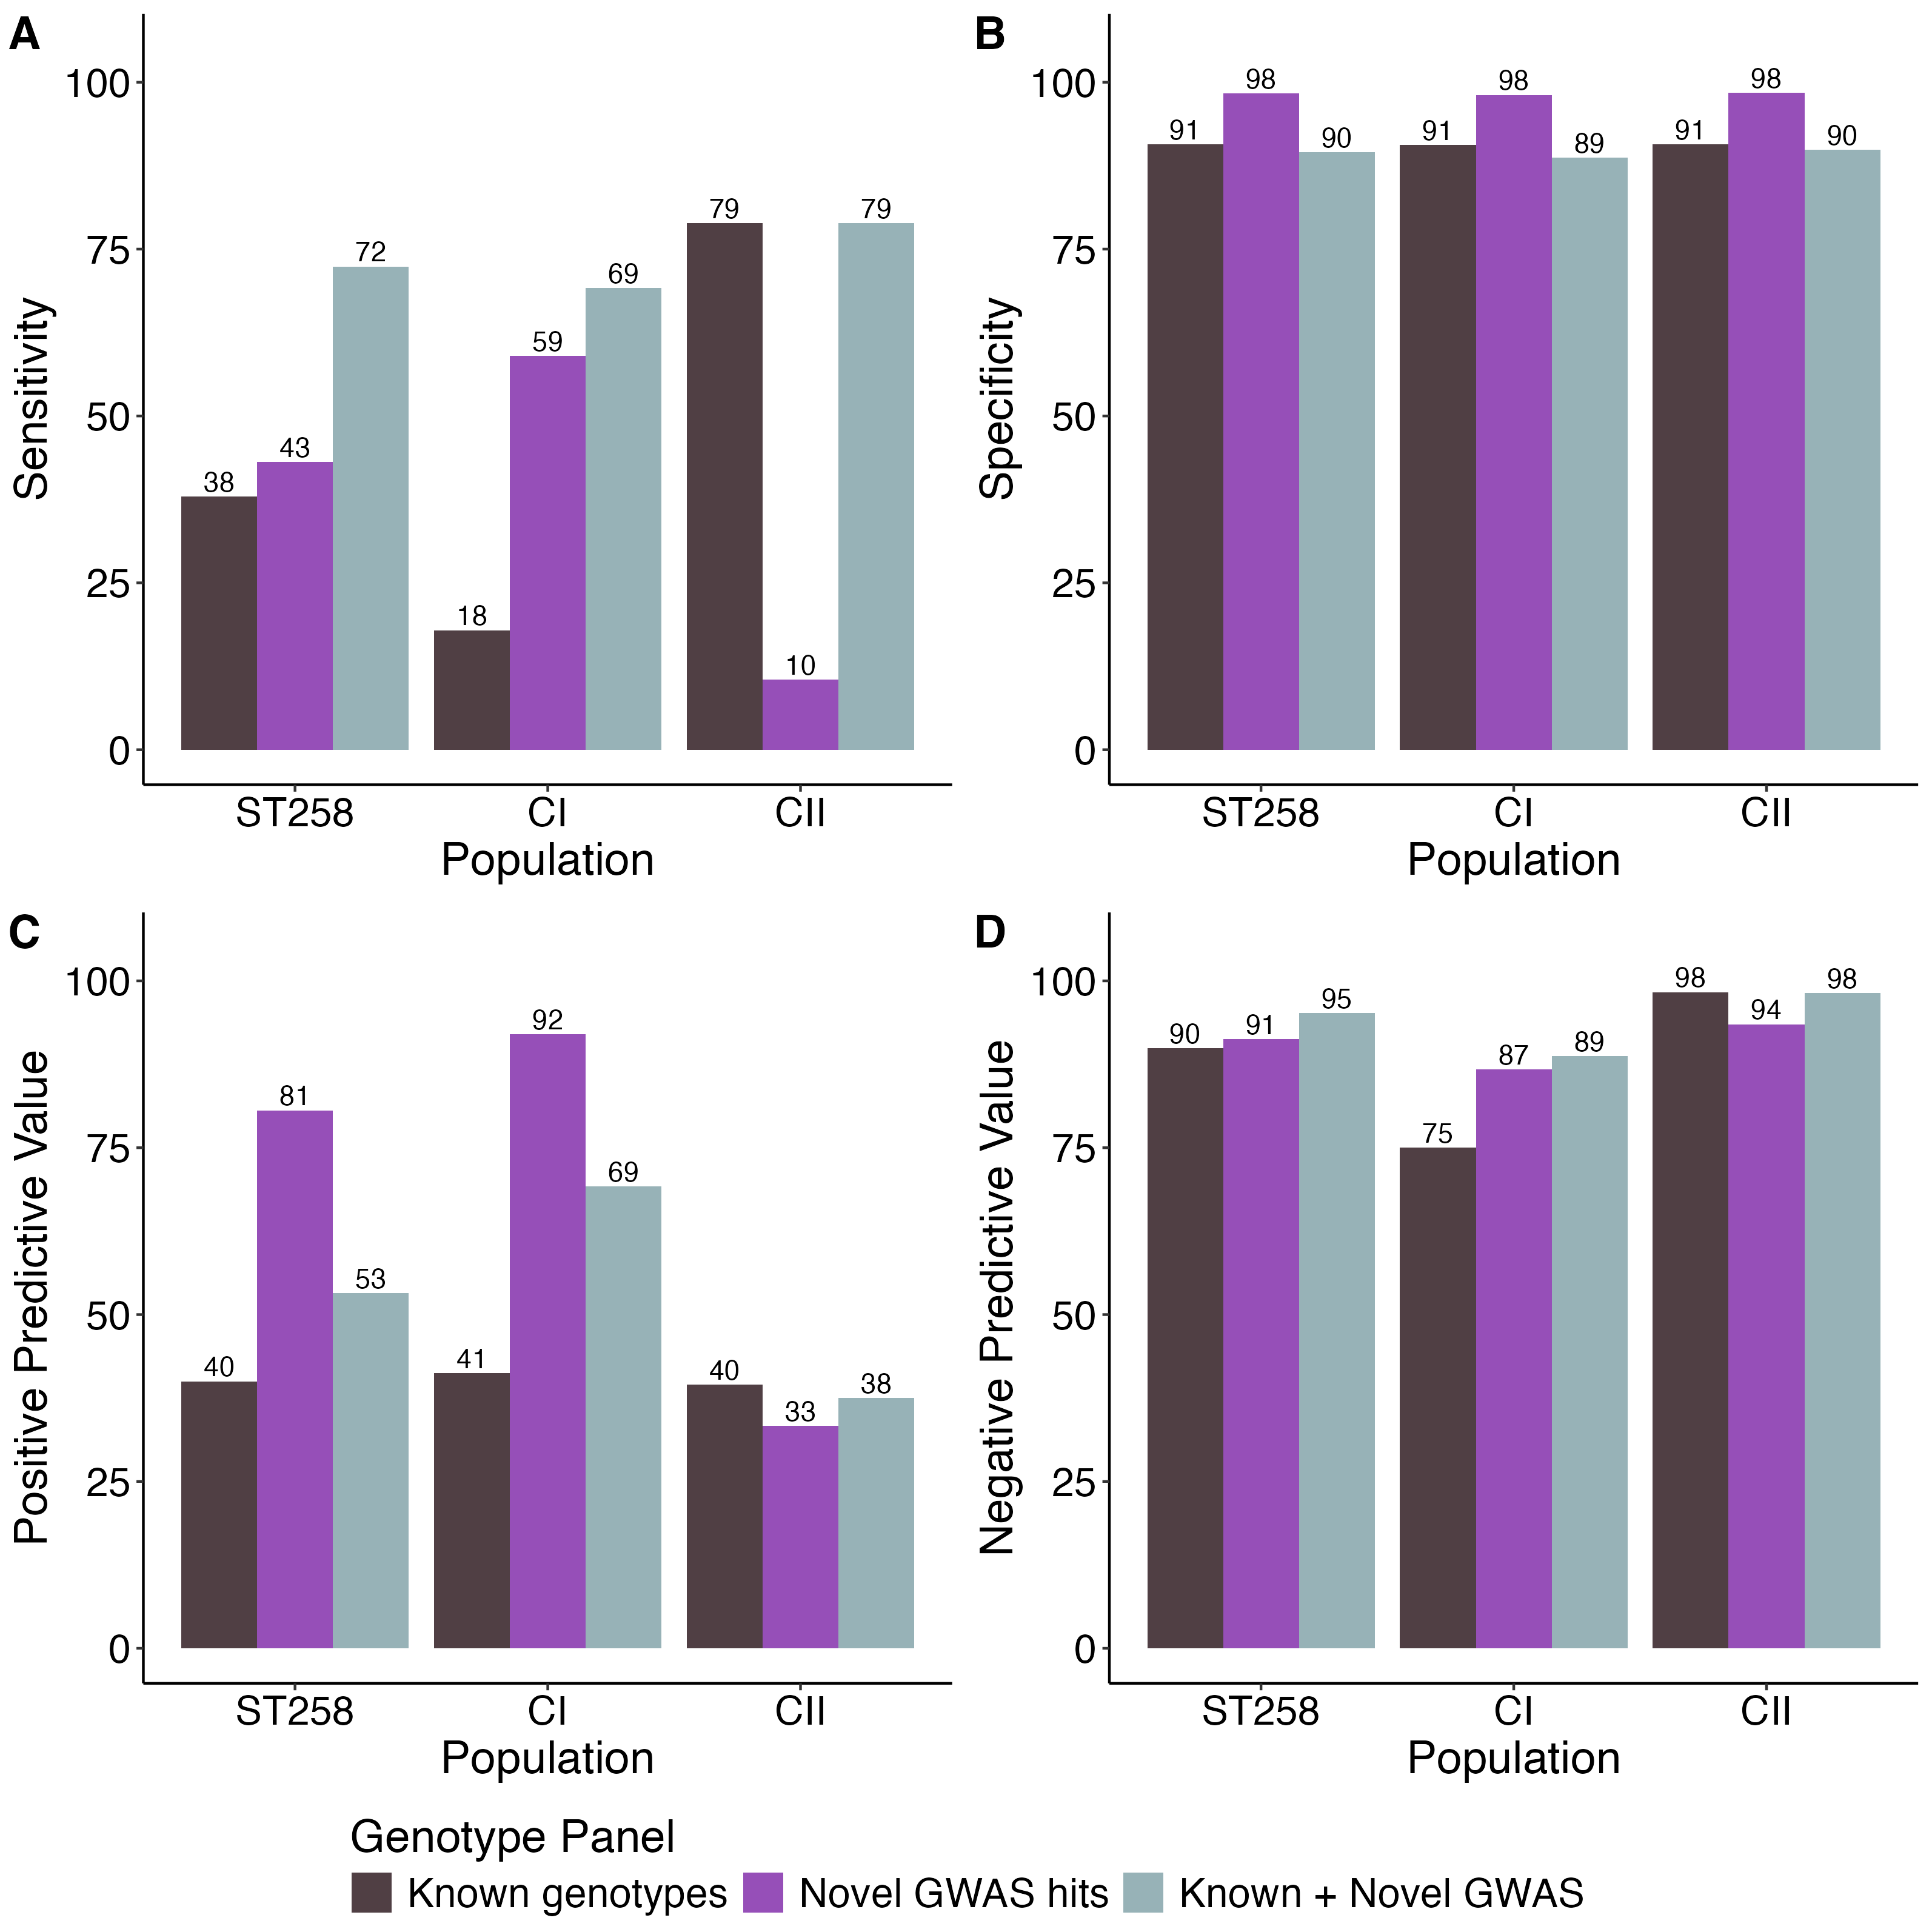 A
Sensitivity
100
75
50
25
0
38
43
72
18
59
69
79
10
79
ST258
CI
CII
Population
B
Specificity
100
75
50
25
0
91
98
90
91
98
89
91
98
90
ST258
CI
CII
Population
C
Positive Predictive Value
100
75
50
25
0
40
81
53
41
92
69
40
33
38
ST258
CI
CII
Population
D
Negative Predictive Value
100
75
50
25
0
90
91
95
75
87
89
98
94
98
ST258
CI
CII
Population
Genotype Panel
Known genotypes
Novel GWAS hits
Known + Novel GWAS